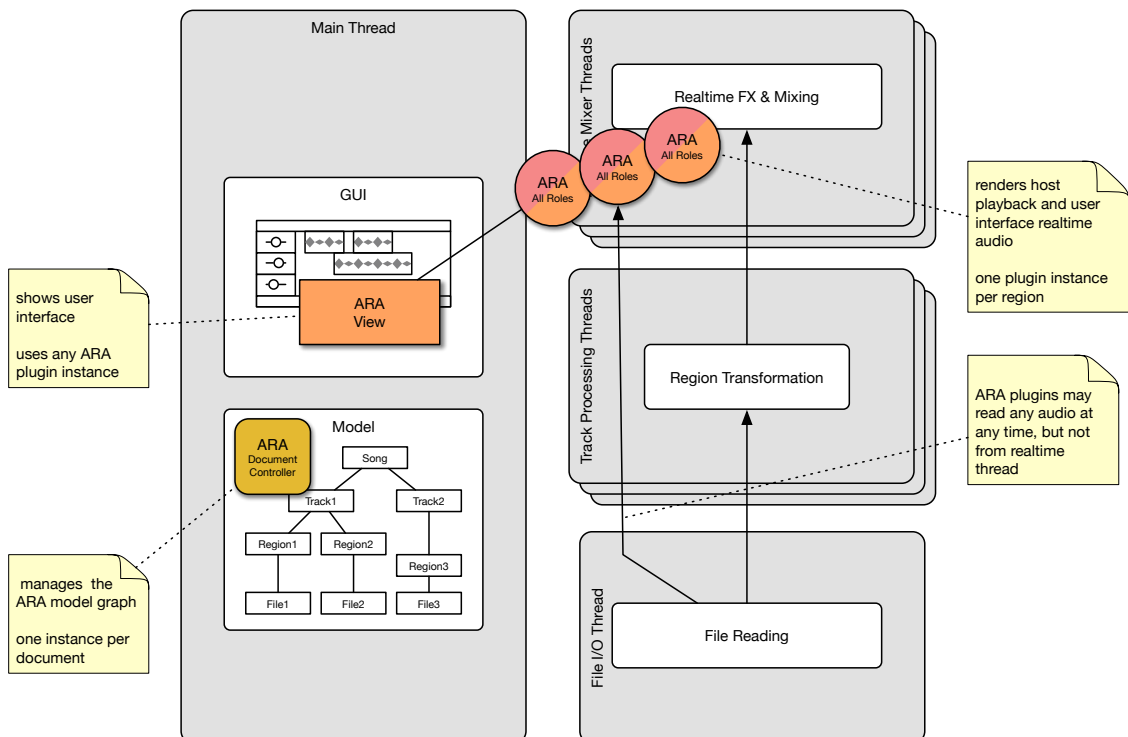 Main Thread
GUI
ARA
View
Model
ARA
Document
Controller
Song
Track1
Track2
Region1
Region2
Region3
File1
File2
File3
shows user
interface
uses any ARA
plugin instance
manages the
ARA model graph
one instance per
document
Mixer Threads
Realtime FX & Mixing
ARA
All Roles
ARA
All Roles
ARA
All Roles
Track Processing Threads
Region Transformation
File I/O Thread
File Reading
renders host
playback and user
interface realtime
audio
one plugin instance
per region
ARA plugins may
read any audio at
any time, but not
from realtime
thread